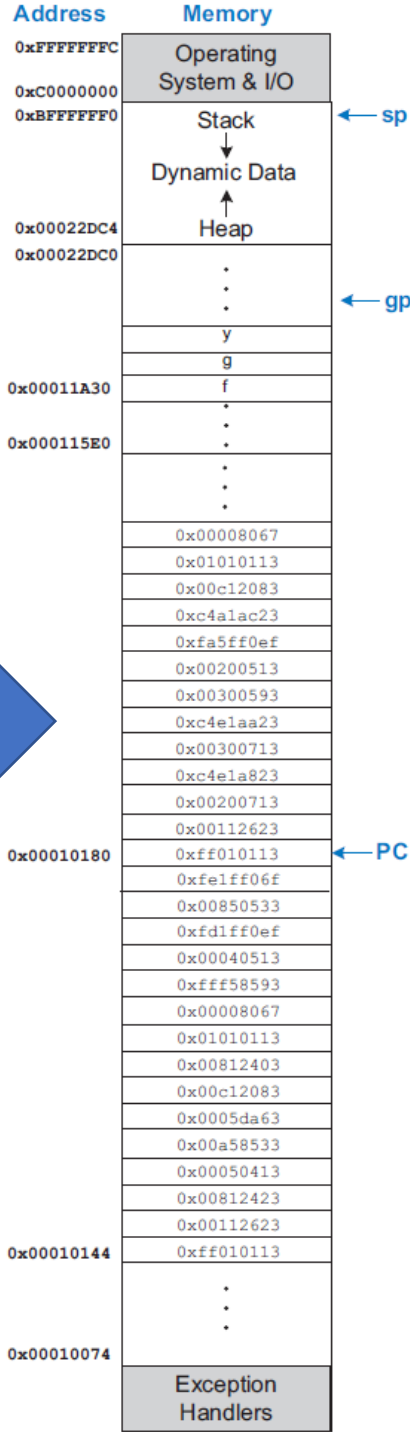 Address Memory
0xFFFFFFFC
Operating
System & I/O
0xC0000000
0xBFFFFFF0 Stack sp
Dynamic Data
0x00022DC4 Heap
0x00022DC0
gp
y
g
0x00011A30 f
0x000115E0
0x00008067
0x01010113
0x00c12083
0xc4a1ac23
0xfa5ff0ef
0x00200513
0x00300593
0xc4e1aa23
0x00300713
0xc4e1a823
0x00200713
0x00112623
0x00010180 0xff010113 PC
0xfe1ff06f
0x00850533
0xfd1ff0ef
0x00040513
0xfff58593
0x00008067
0x01010113
0x00812403
0x00c12083
0x0005da63
0x00a58533
0x00050413
0x00812423
0x00112623
0x00010144 0xff010113
0x00010074
Exception
Handlers